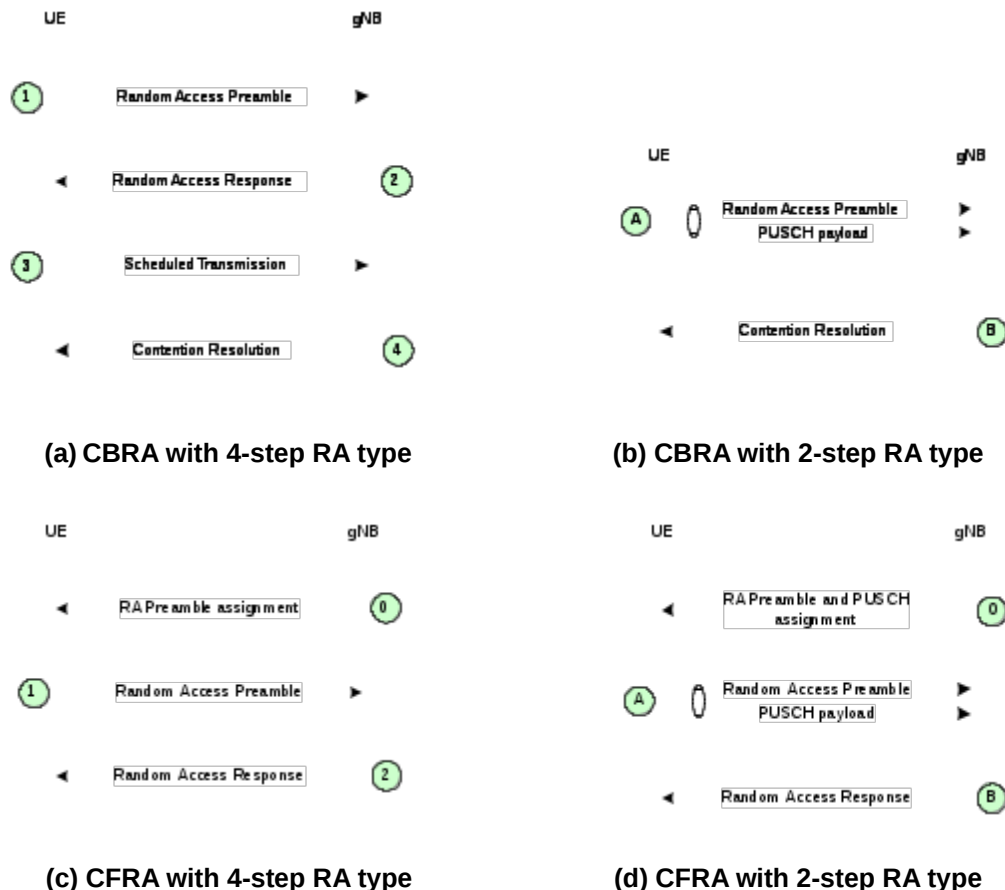 UE gNB
1 Random Access Preamble
Random Access Response 2
3 Scheduled Transmission
Contention Resolution 4
(a) CBRA with 4-step RA type
UE gNB
A Random Access Preamble
PUSCH payload
Contention Resolution B
(b) CBRA with 2-step RA type
UE gNB
RA Preamble assignment 0
1 Random Access Preamble
Random Access Response 2
(c) CFRA with 4-step RA type
UE gNB
RA Preamble and PUSCH
assignment 0
A Random Access Preamble
PUSCH payload
Random Access Response B
(d) CFRA with 2-step RA type